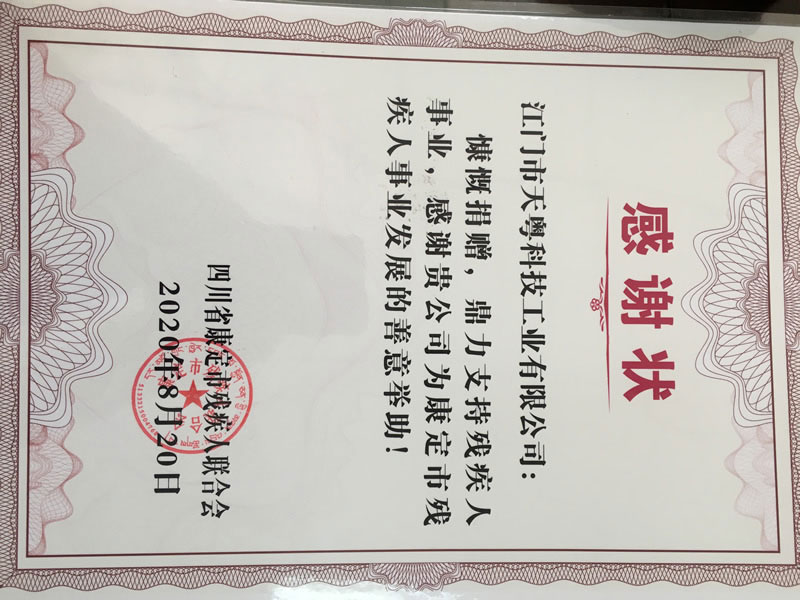 感谢状
江门市天粤科技工业有限公司：
慷慨捐赠，鼎力支持残疾人
事业，感谢贵公司为康定市残
疾人事业发展的善意举助！
四川省康定市残疾人联合会
2020年8月20日